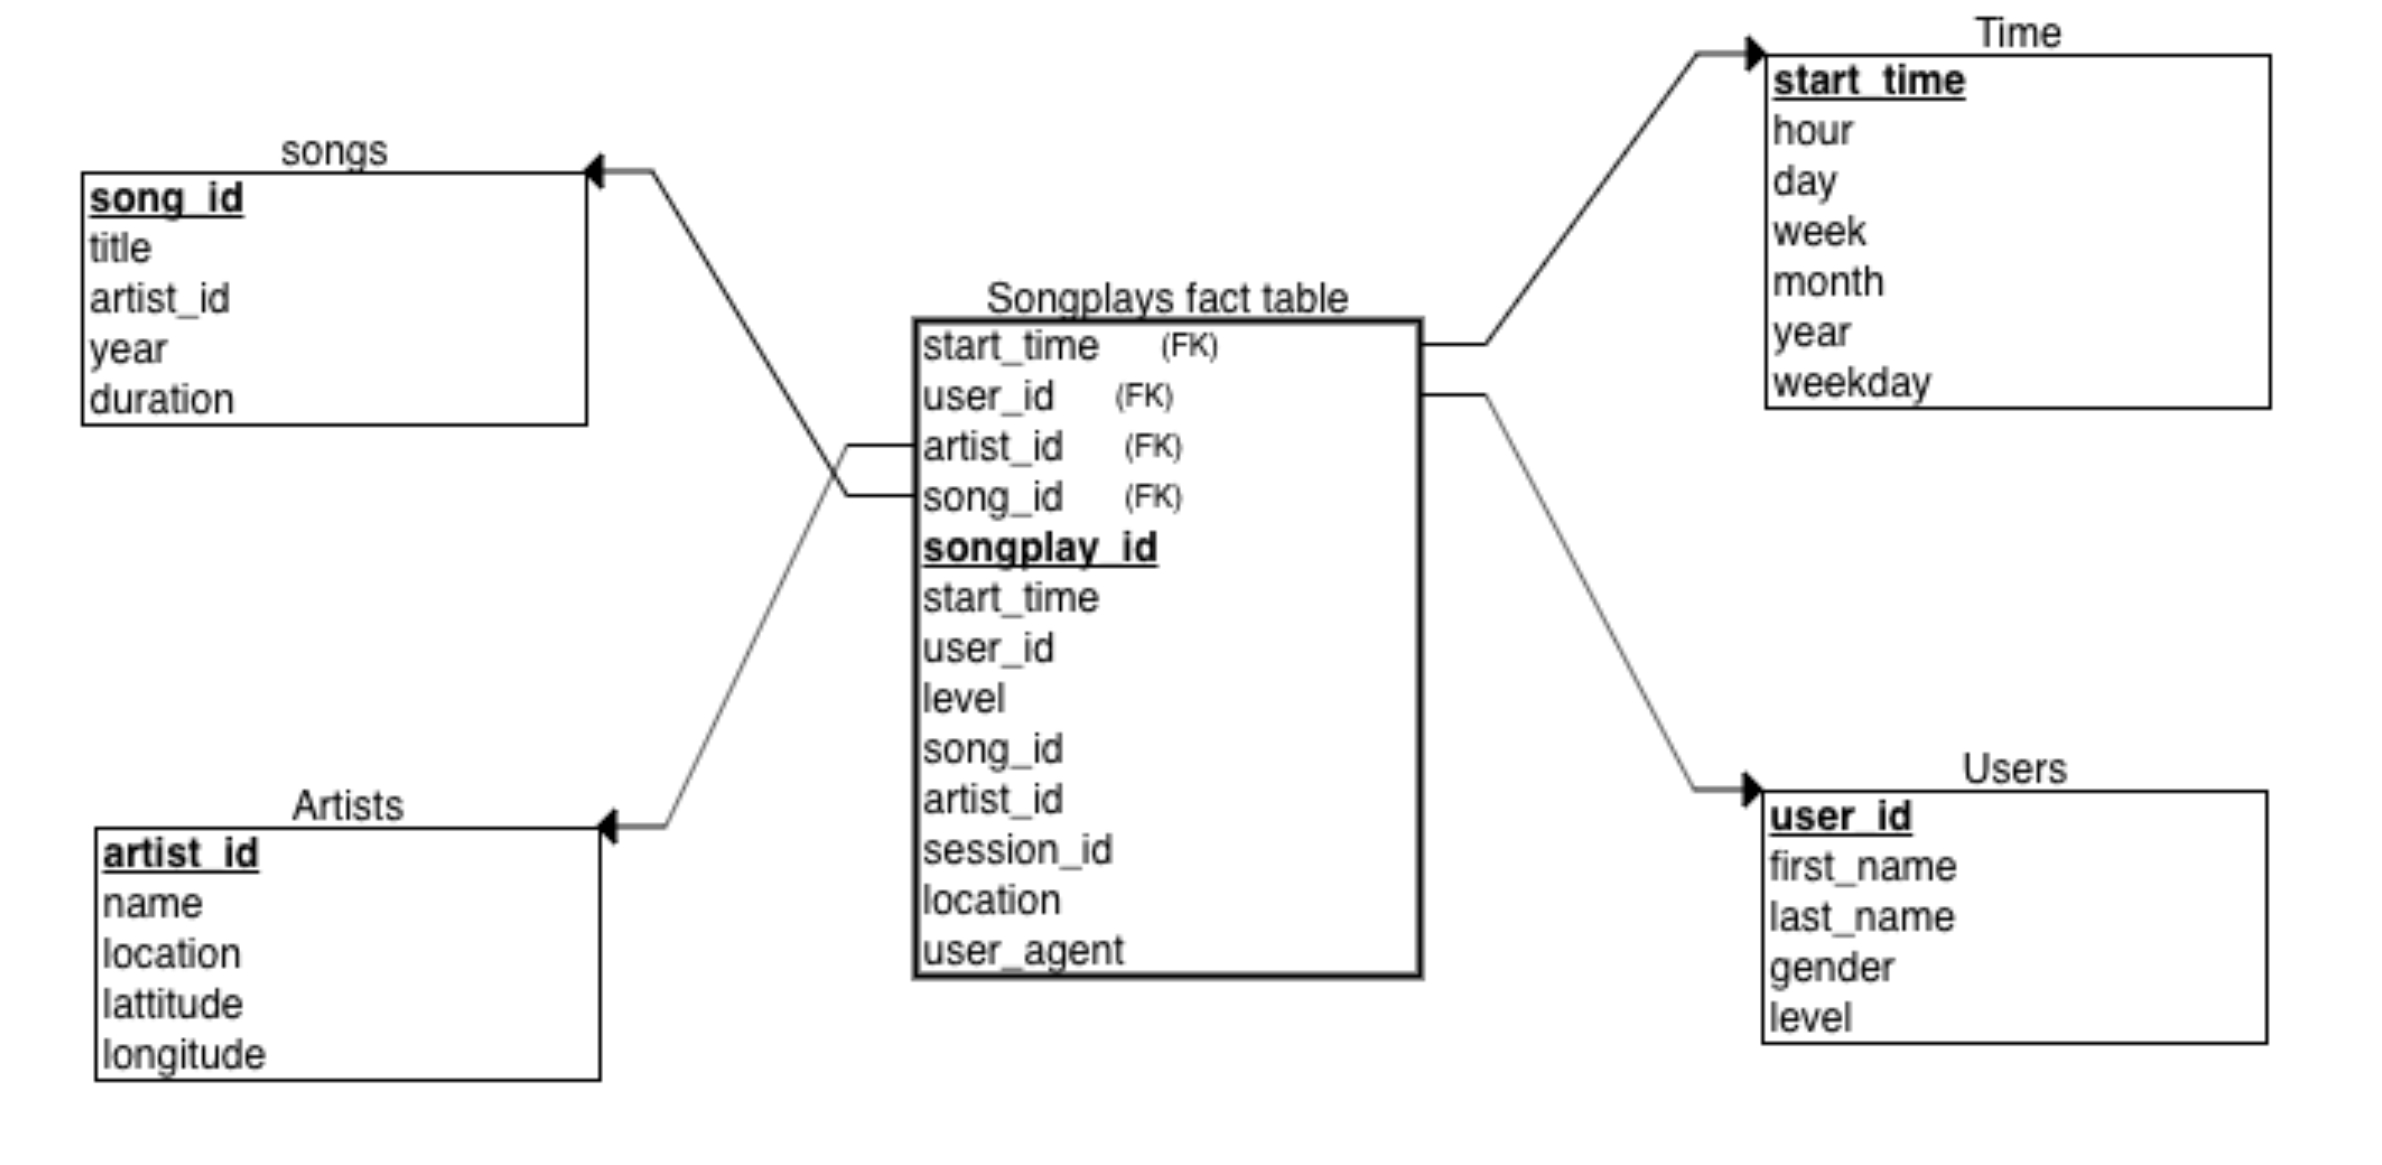 songs
song_id
title
artist_id
year
duration
Artists
artist_id
name
location
lattitude
longitude
Songplays fact table
start_time (FK)
user_id (FK)
artist_id (FK)
song_id (FK)
songplay_id
start_time
user_id
level
song_id
artist_id
session_id
location
user_agent
Time
start_time
hour
day
week
month
year
weekday
Users
user_id
first_name
last_name
gender
level